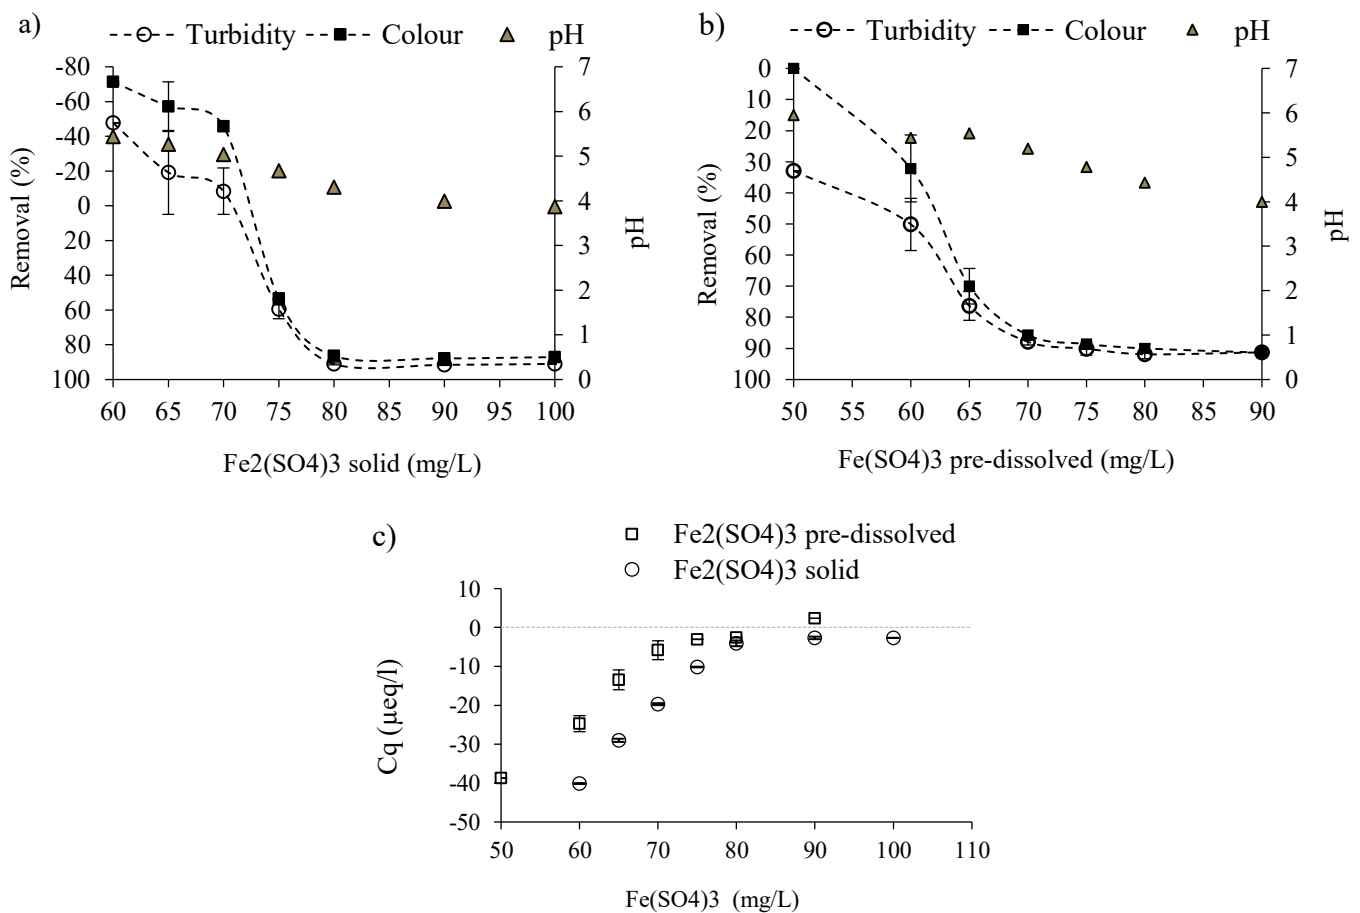 a)
Turbidity Colour pH
-80
-60
-40
-20
0
20
40
60
80
100
Removal (%)
7
6
5
4
3
2
1
0
pH
60 65 70 75 80 85 90 95 100
Fe2(SO4)3 solid (mg/L)
b)
Turbidity Colour pH
0
10
20
30
40
50
60
70
80
90
100
Removal (%)
7
6
5
4
3
2
1
0
pH
50 55 60 65 70 75 80 85 90
Fe(SO4)3 pre-dissolved (mg/L)
c)
Fe2(SO4)3 pre-dissolved
Fe2(SO4)3 solid
10
0
-10
-20
-30
-40
-50
Cq (µeq/l)
50 60 70 80 90 100 110
Fe(SO4)3 (mg/L)